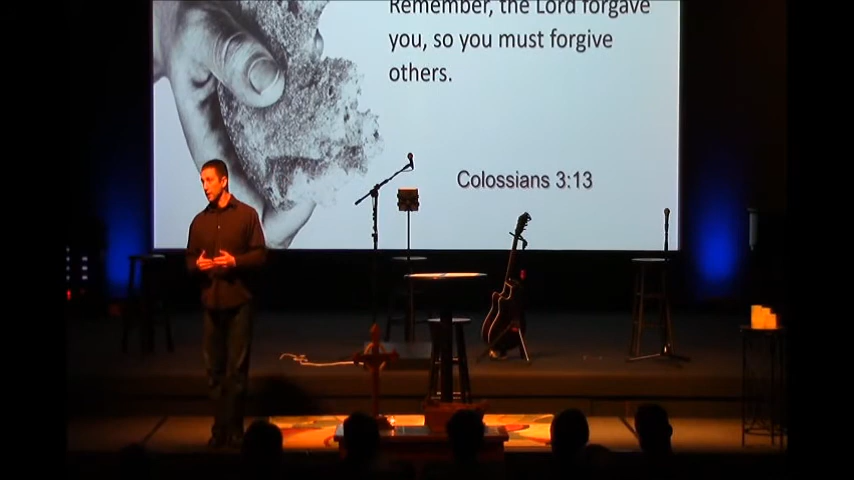 Remember, the Lord forgave
you, so you must forgive
others.
Colossians 3:13